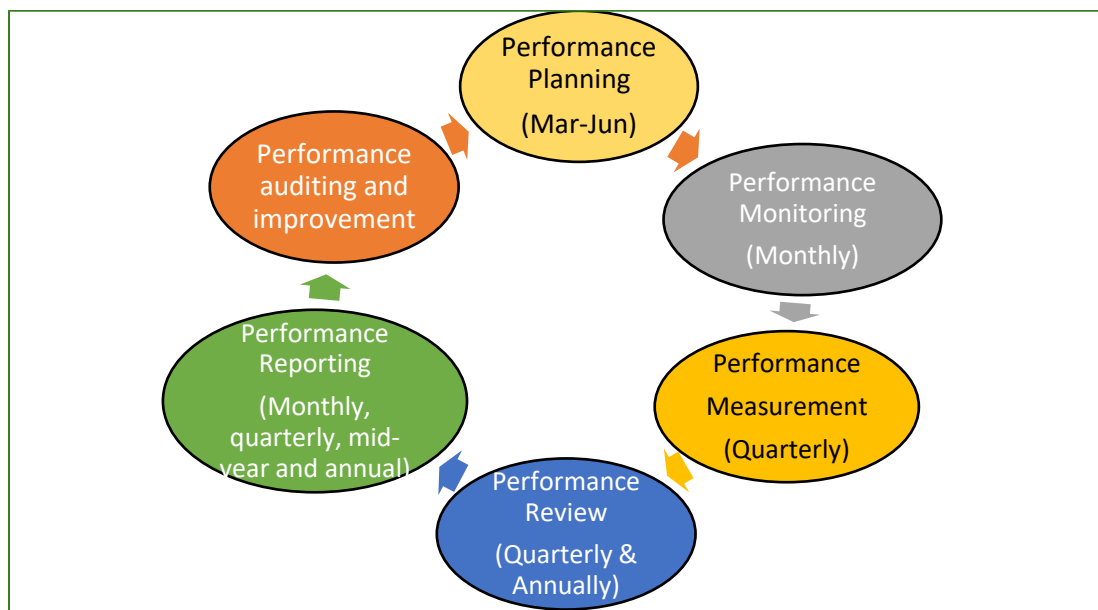 Performance
Planning
(Mar-Jun)
Performance
Monitoring
(Monthly)
Performance
Measurement
(Quarterly)
Performance
Review
(Quarterly &
Annually)
Performance
Reporting
(Monthly,
quarterly, mid-
year and annual)
Performance
auditing and
improvement